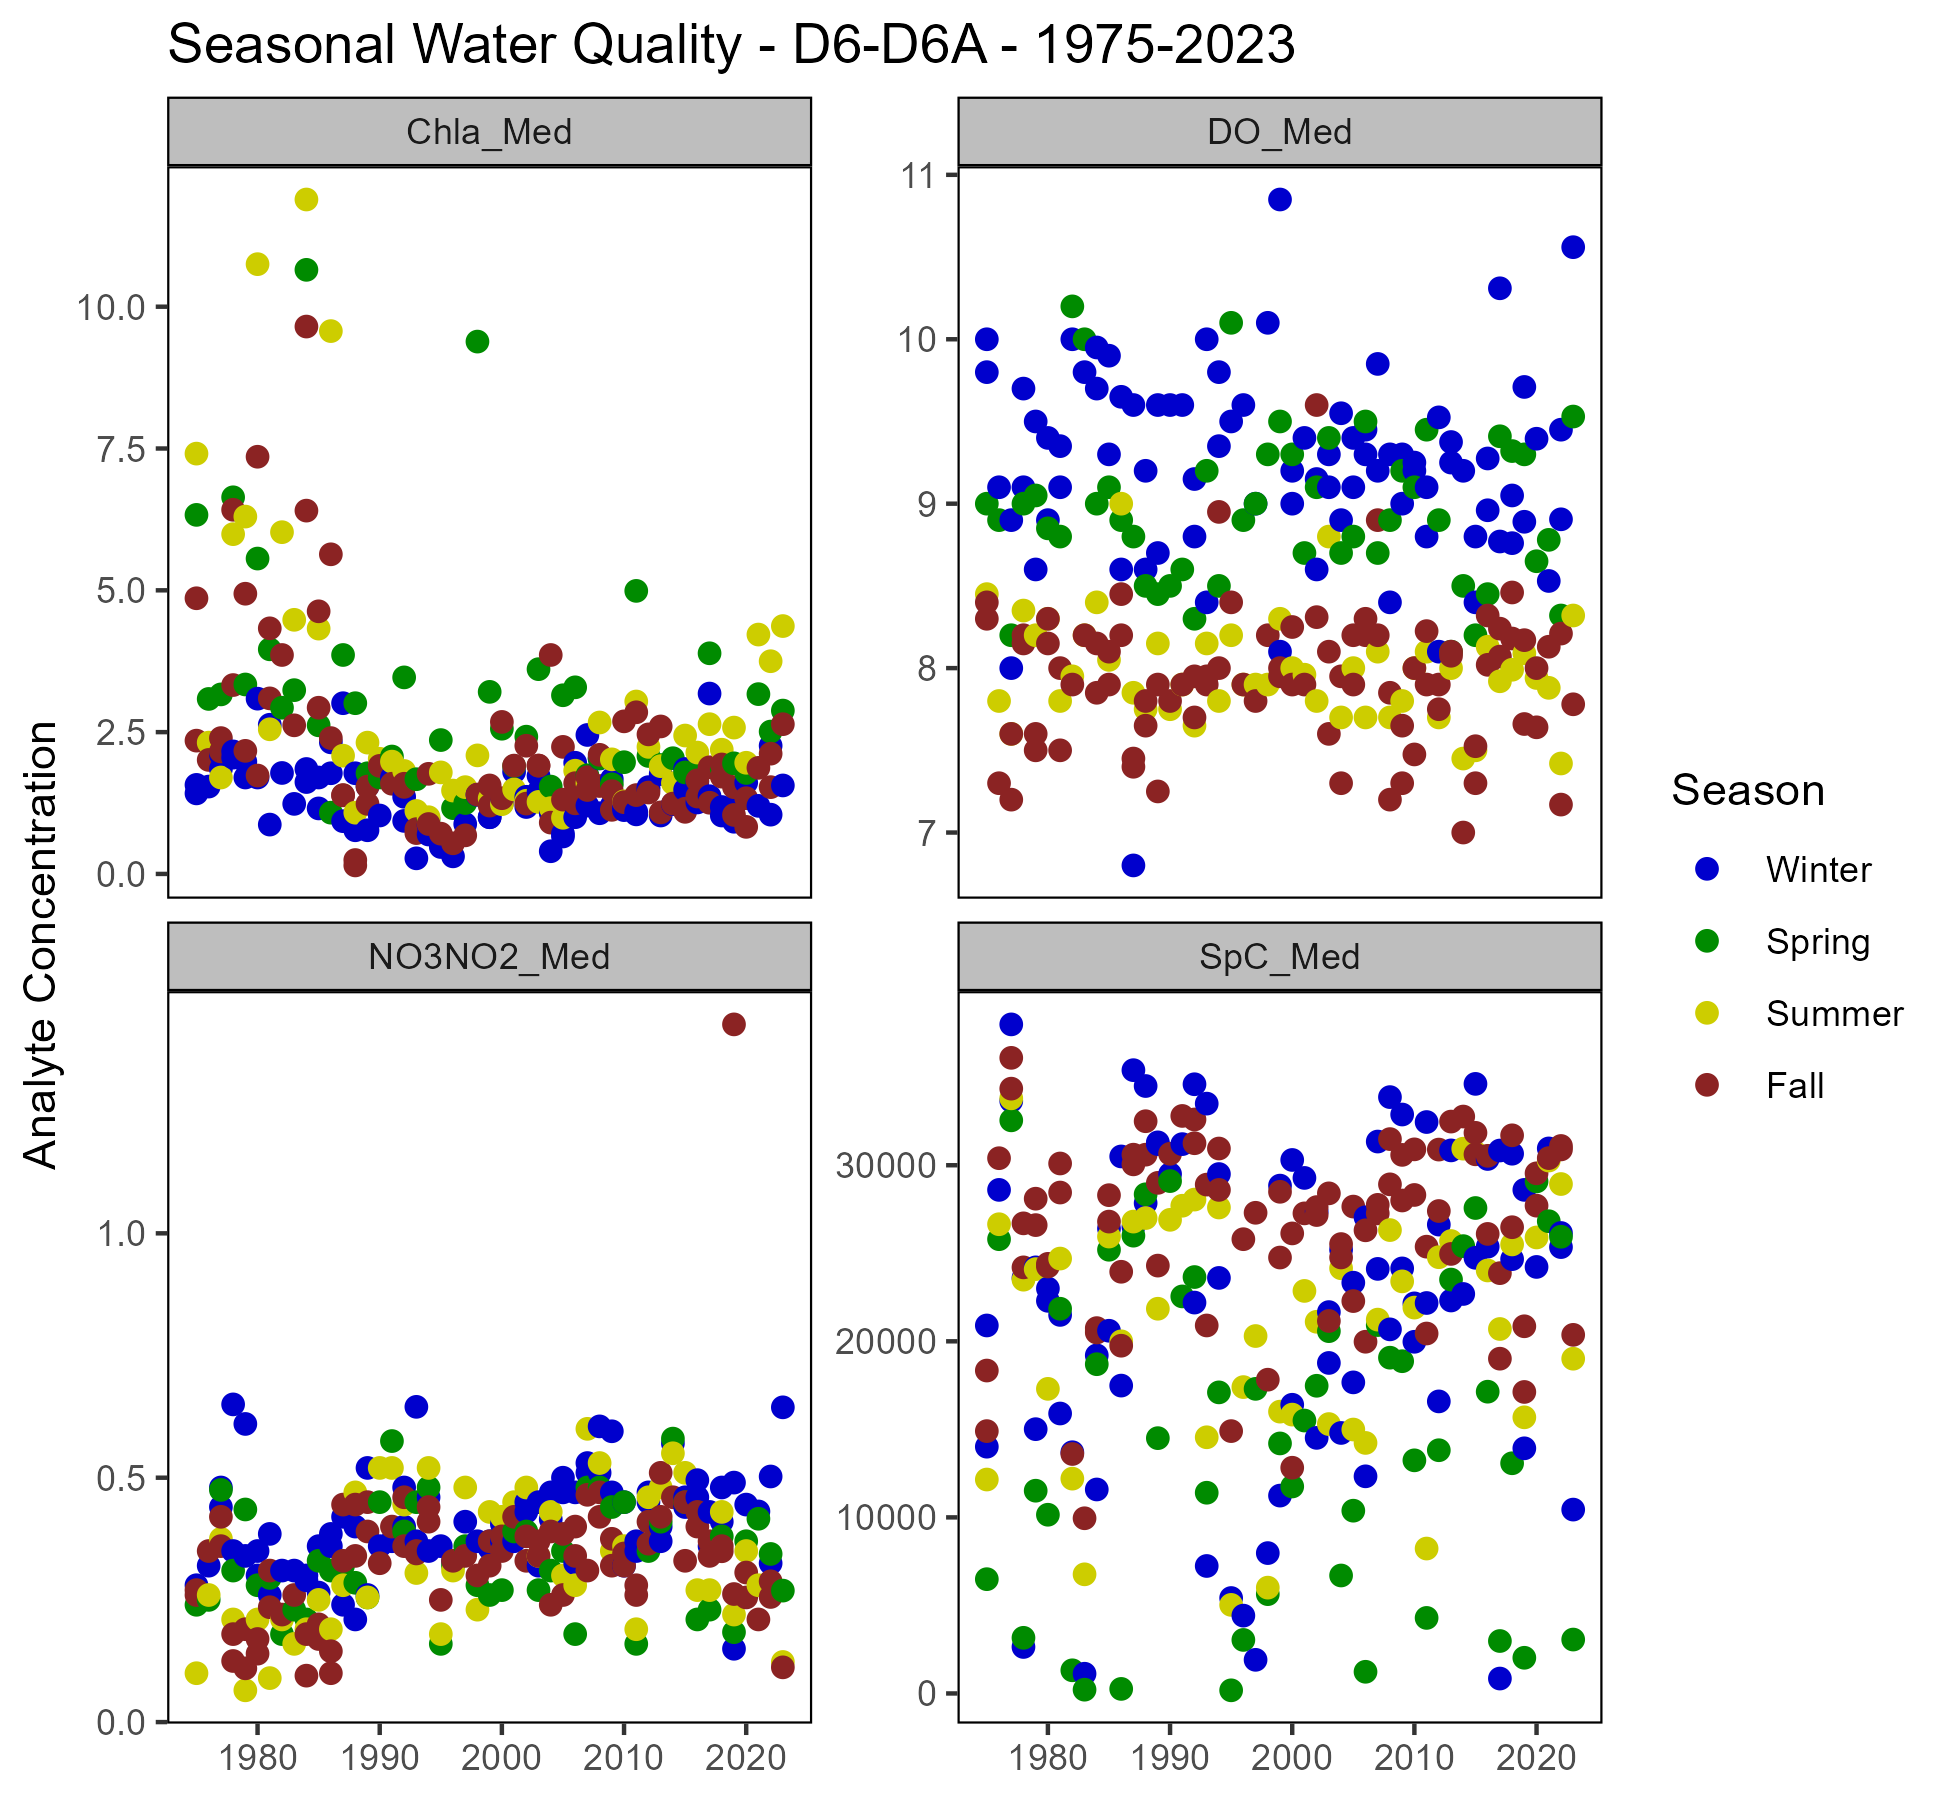 Seasonal Water Quality - D6-D6A - 1975-2023
Chla_Med
DO_Med
10.0
7.5
5.0
2.5
0.0
11
10
9
8
7
Analyte Concentration
NO3NO2_Med
SpC_Med
1.0
0.5
0.0
30000
20000
10000
0
1980 1990 2000 2010 2020
1980 1990 2000 2010 2020
Season
Winter
Spring
Summer
Fall